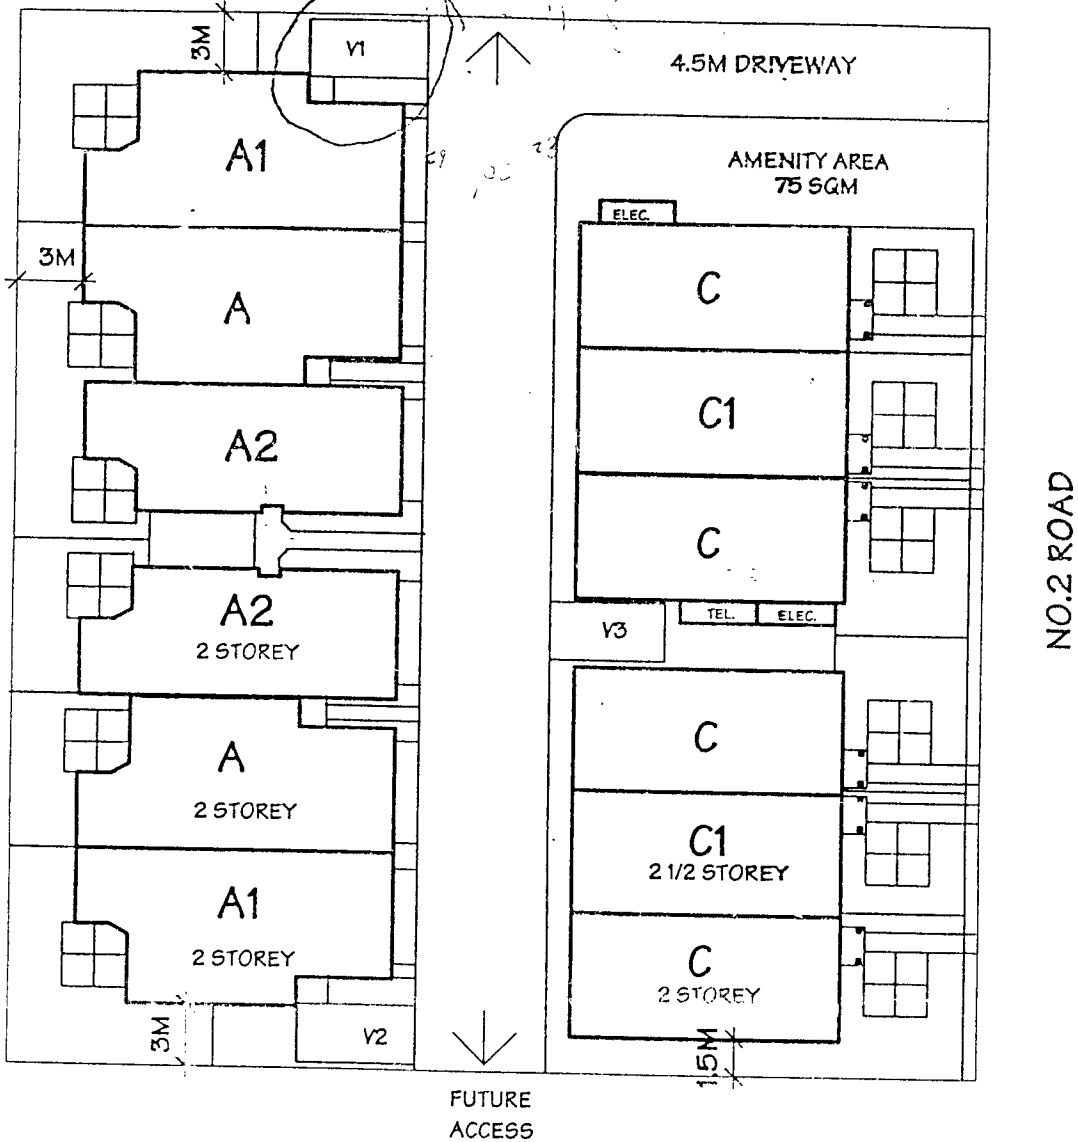 3M
V1
4.5M DRIVEWAY
A1
AMENITY AREA
75 SQM
ELEC.
3M
A
C
C1
A2
C
A2
2 STOREY
TEL.
ELEC.
V3
A
2 STOREY
C
C1
2 1/2 STOREY
A1
2 STOREY
C
2 STOREY
3M
V2
1.5M
FUTURE
ACCESS
NO.2 ROAD